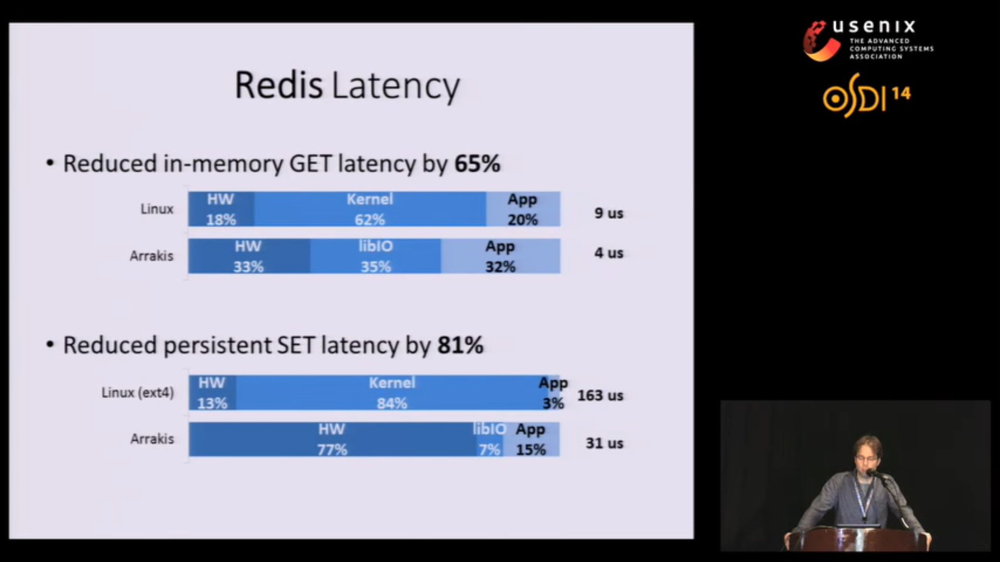 Redis Latency
• Reduced in-memory GET latency by 65%
HW Kernel App
Linux 18% 62% 20% 9 us
HW libIO App
Arrakis 33% 35% 32% 4 us
• Reduced persistent SET latency by 81%
HW Kernel App
Linux (ext4) 13% 84% 3% 163 us
HW libIO App
Arrakis 77% 7% 15% 31 us
usenix
THE ADVANCED
COMPUTING SYSTEMS
ASSOCIATION
OSDI 14